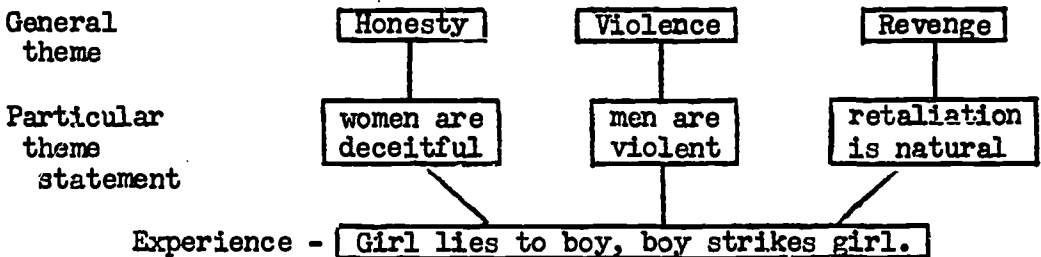 General theme
Honesty
Violence
Revenge
Particular theme statement
women are deceitful
men are violent
retaliation is natural
Experience - Girl lies to boy, boy strikes girl.